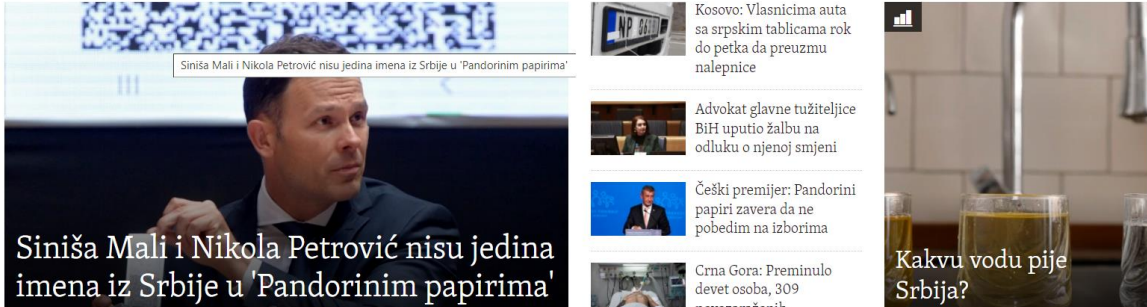 Siniša Mali i Nikola Petrović nisu jedina imena iz Srbije u 'Pandorinim papirima'
Siniša Mali i Nikola Petrović nisu jedina
imena iz Srbije u 'Pandorinim papirima'
Kosovo: Vlasnicima auta
sa srpskim tablicama rok
do petka da preuzmu
nalepnice
Advokat glavne tužiteljice
BiH uputio žalbu na
odluku o njenoj smjeni
Češki premijer: Pandorini
papiri zavera da ne
pobedim na izborima
Crna Gora: Preminulo
devet osoba, 309
Kakvu vodu pije
Srbija?